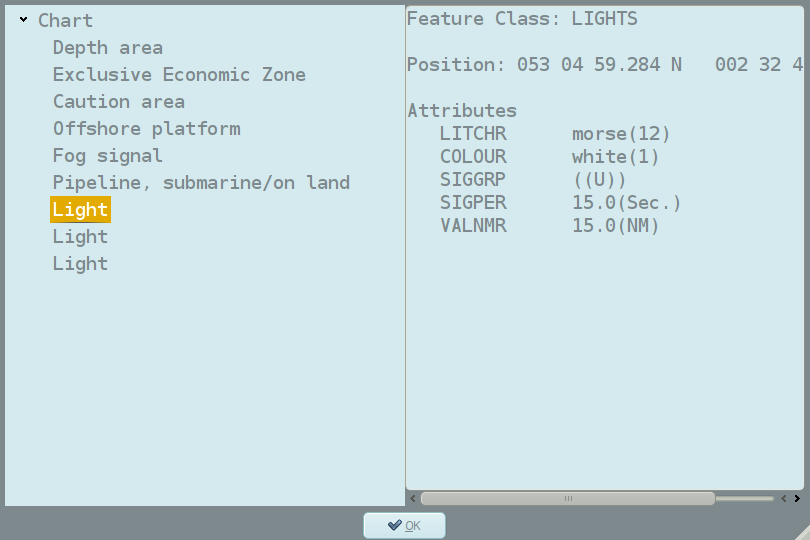 Chart
Depth area
Exclusive Economic Zone
Caution area
Offshore platform
Fog signal
Pipeline, submarine/on land
Light
Light
Light
Feature Class: LIGHTS
Position: 053 04 59.284 N   002 32 4
Attributes
LITCHR morse(12)
COLOUR white(1)
SIGGRP ((U))
SIGPER 15.0(Sec.)
VALNMR 15.0(NM)
OK